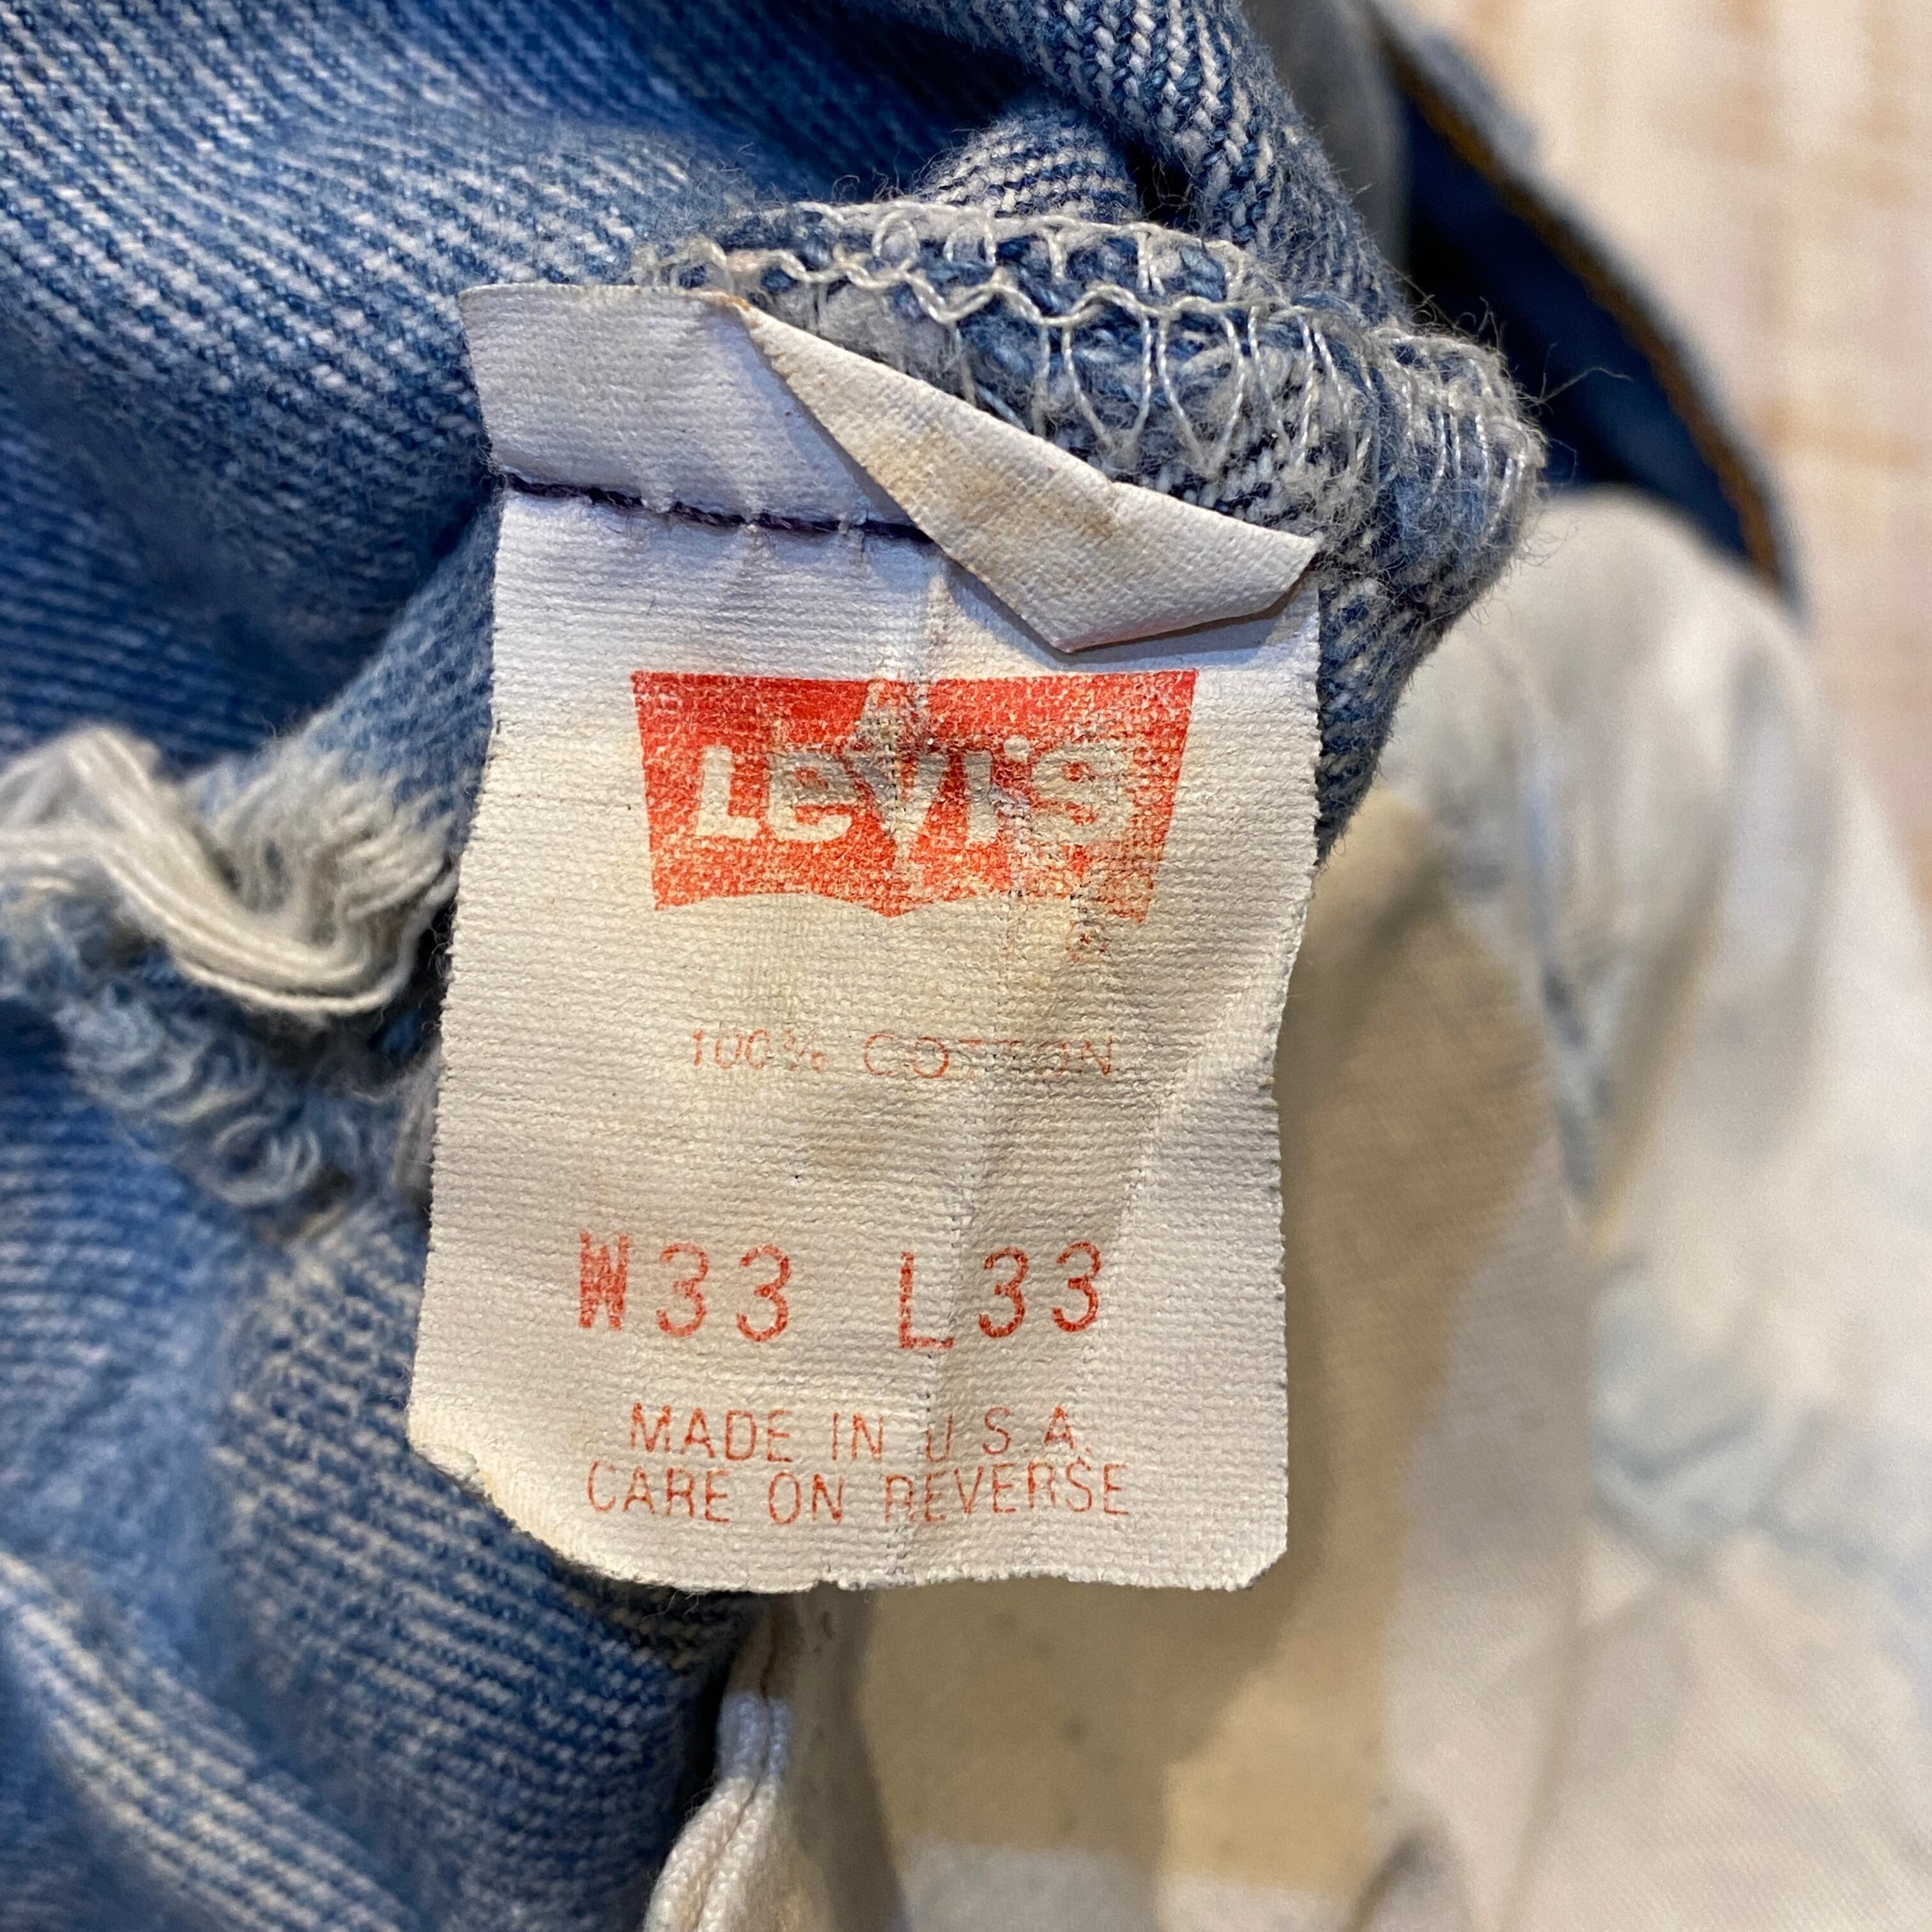 Levi's
®
100% COTTON
W33 L33
MADE IN U.S.A.
CARE ON REVERSE